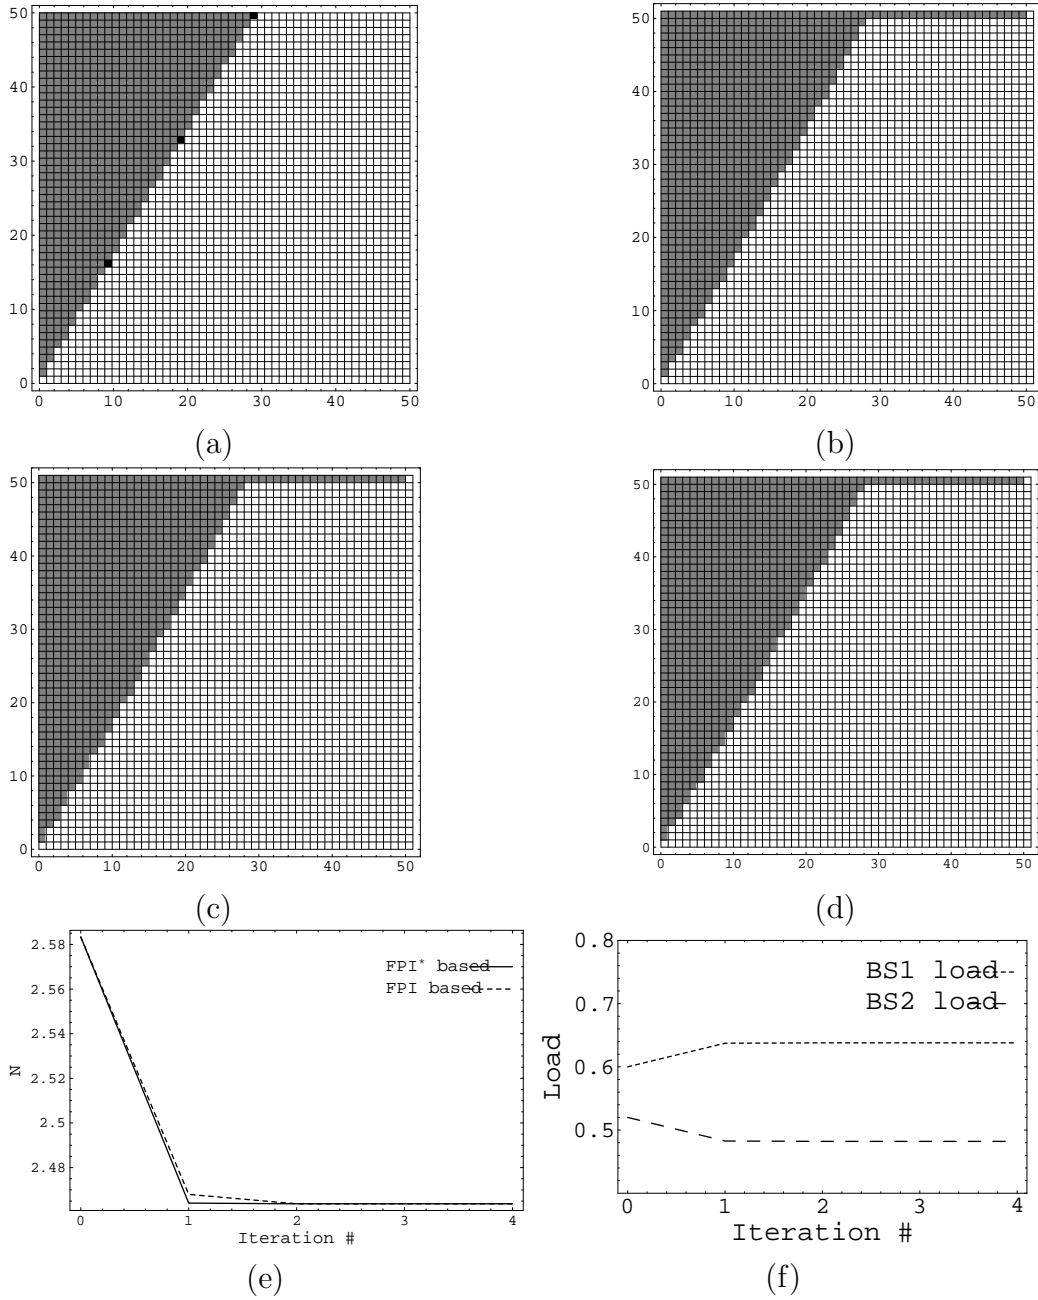 50
40
30
20
10
0
0 10 20 30 40 50
(a)
50
40
30
20
10
0
0 10 20 30 40 50
(b)
50
40
30
20
10
0
0 10 20 30 40 50
(c)
50
40
30
20
10
0
0 10 20 30 40 50
(d)
2.58
2.56
2.54
2.52
2.5
2.48
N
FPI* based
FPI based
0 1 2 3 4
Iteration #
(e)
0.8
0.7
0.6
0.5
Load
BS1 load
BS2 load
0 1 2 3 4
Iteration #
(f)